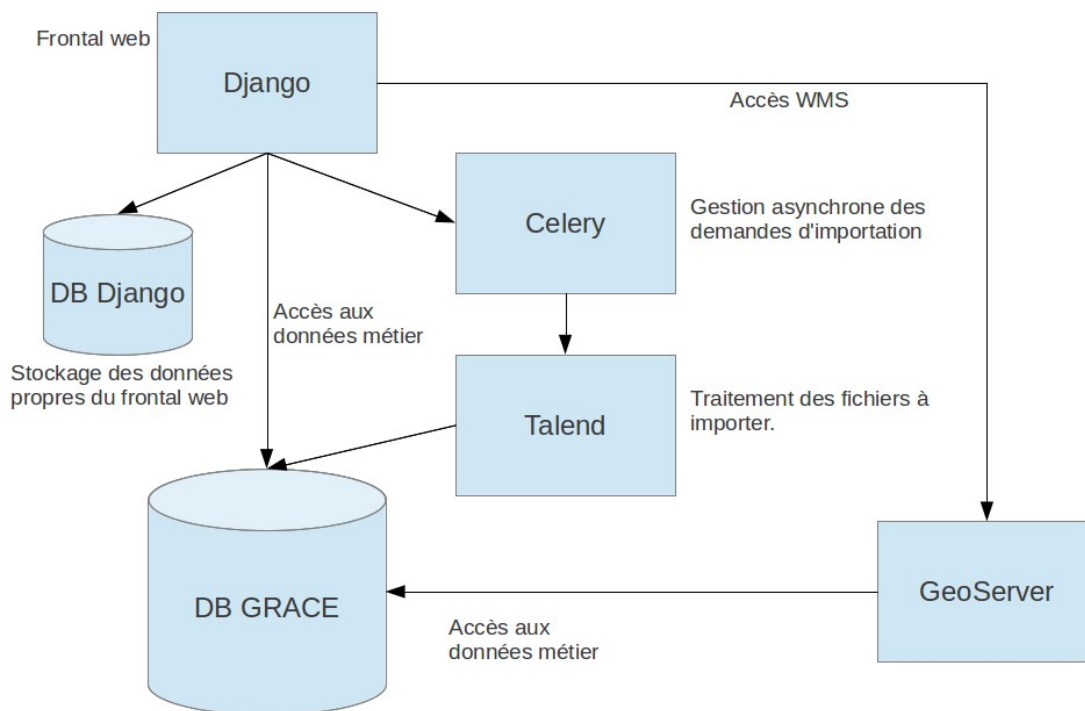 Frontal web
Django
Accès WMS
Celery
Gestion asynchrone des
demandes d'importation
DB Django
Accès aux
données métier
Stockage des données
propres du frontal web
Talend
Traitement des fichiers à
importer.
DB GRACE
GeoServer
Accès aux
données métier